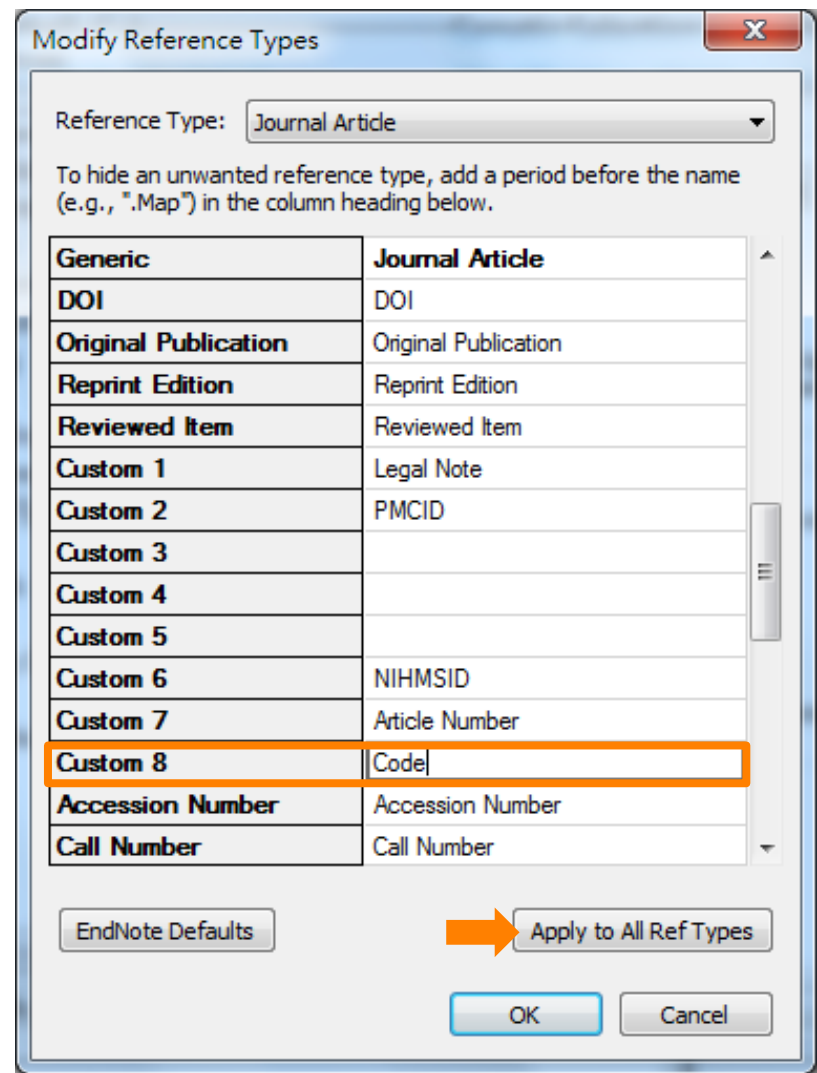 Modify Reference Types
Reference Type: Journal Article
To hide an unwanted reference type, add a period before the name
(e.g., ".Map") in the column heading below.
Generic Journal Article
DOI DOI
Original Publication Original Publication
Reprint Edition Reprint Edition
Reviewed Item Reviewed Item
Custom 1 Legal Note
Custom 2 PMCID
Custom 3
Custom 4
Custom 5
Custom 6 NIHMSID
Custom 7 Article Number
Custom 8 Code
Accession Number Accession Number
Call Number Call Number
EndNote Defaults Apply to All Ref Types
OK Cancel